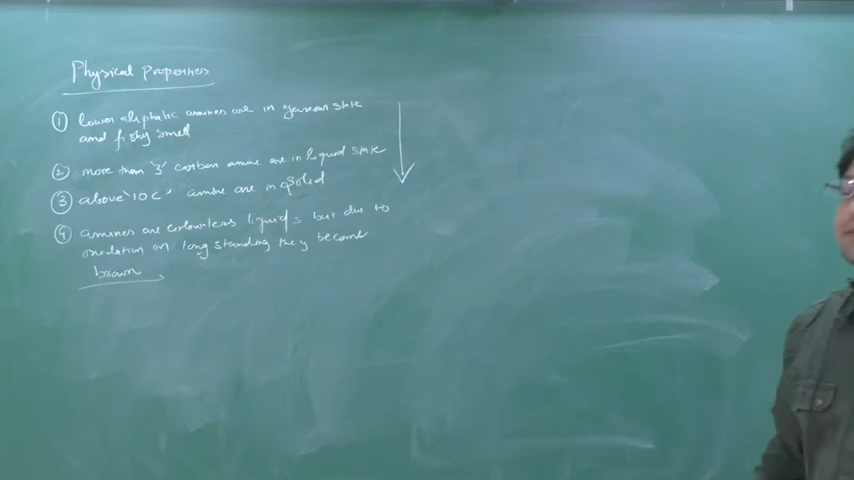 Physical Properties
① lower aliphatic amines are in gaseous state
and fishy smell
② more than '3' carbon amine are in liquid state
③ above '10 C' amine are in solid
④ amines are colourless liquids but due to
oxidation on long standing they become
brown